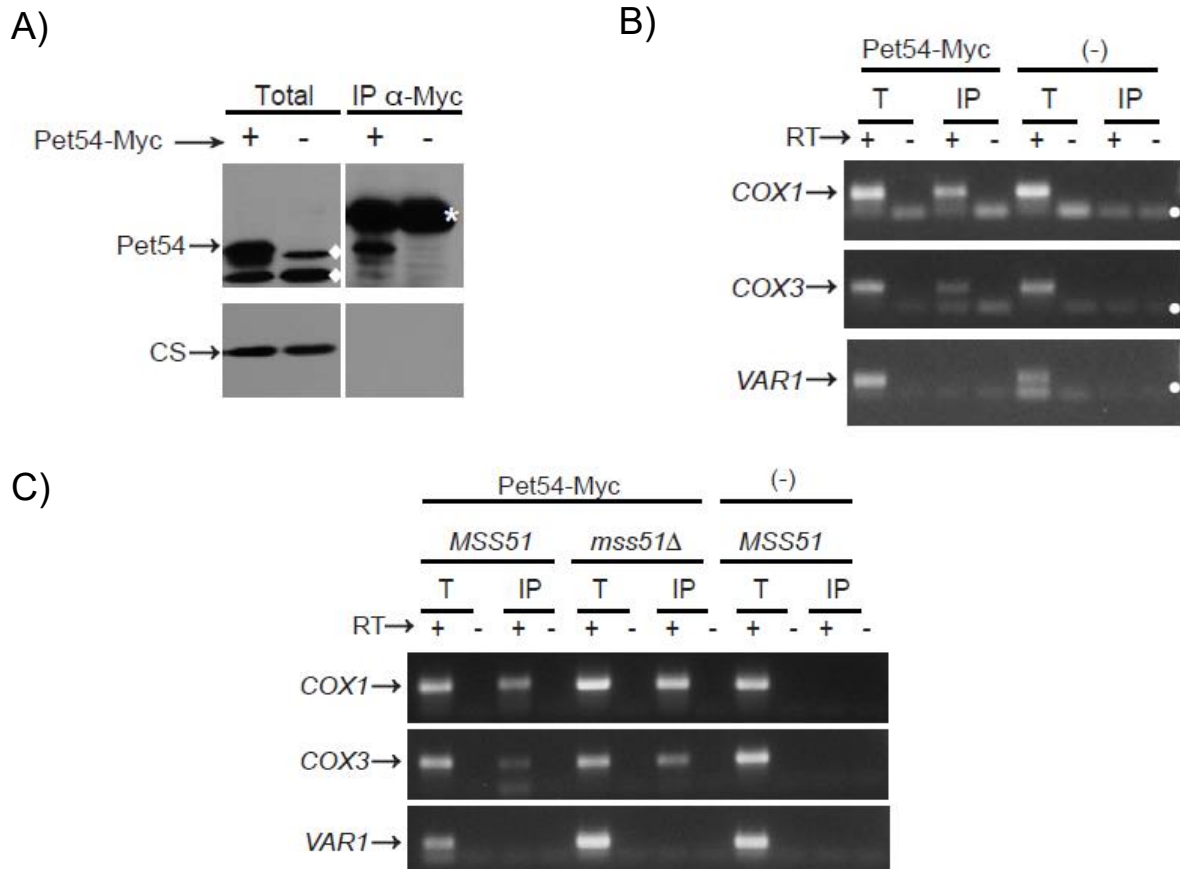 A)
Total IP α-Myc
Pet54-Myc → + - + -
Pet54→
*
CS→
B)
Pet54-Myc (-)
T IP T IP
RT→ + - + - + - + -
COX1→
COX3→
VAR1→
C)
Pet54-Myc (-)
MSS51 mss51Δ MSS51
T IP T IP T IP
RT→ + - + - + - + - + - + -
COX1→
COX3→
VAR1→